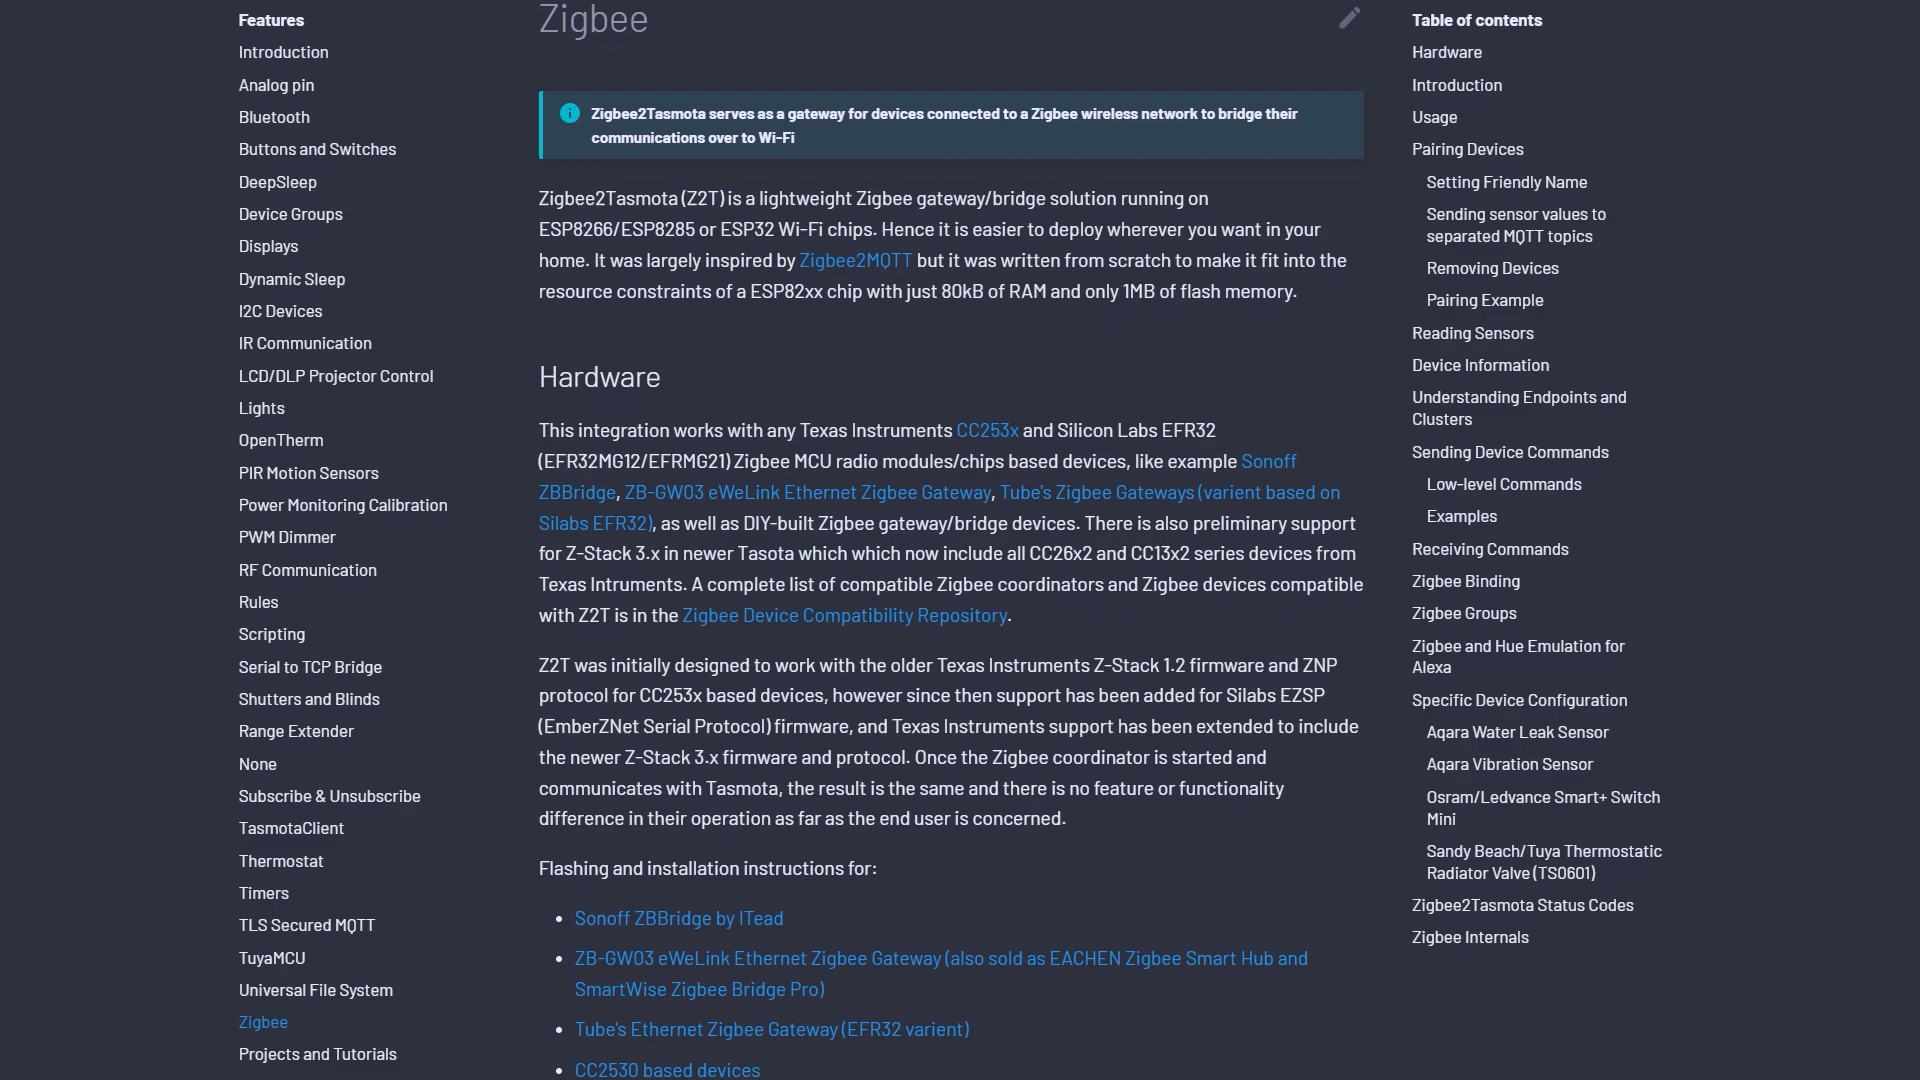 Features
Introduction
Analog pin
Bluetooth
Buttons and Switches
DeepSleep
Device Groups
Displays
Dynamic Sleep
I2C Devices
IR Communication
LCD/DLP Projector Control
Lights
OpenTherm
PIR Motion Sensors
Power Monitoring Calibration
PWM Dimmer
RF Communication
Rules
Scripting
Serial to TCP Bridge
Shutters and Blinds
Range Extender
None
Subscribe & Unsubscribe
TasmotaClient
Thermostat
Timers
TLS Secured MQTT
TuyaMCU
Universal File System
Zigbee
Projects and Tutorials
Zigbee
Zigbee2Tasmota serves as a gateway for devices connected to a Zigbee wireless network to bridge their
communications over to Wi-Fi
Zigbee2Tasmota (Z2T) is a lightweight Zigbee gateway/bridge solution running on
ESP8266/ESP8285 or ESP32 Wi-Fi chips. Hence it is easier to deploy wherever you want in your
home. It was largely inspired by Zigbee2MQTT but it was written from scratch to make it fit into the
resource constraints of a ESP82xx chip with just 80kB of RAM and only 1MB of flash memory.
Hardware
This integration works with any Texas Instruments CC253x and Silicon Labs EFR32
(EFR32MG12/EFRMG21) Zigbee MCU radio modules/chips based devices, like example Sonoff
ZBBridge, ZB-GW03 eWeLink Ethernet Zigbee Gateway, Tube's Zigbee Gateways (varient based on
Silabs EFR32), as well as DIY-built Zigbee gateway/bridge devices. There is also preliminary support
for Z-Stack 3.x in newer Tasota which which now include all CC26x2 and CC13x2 series devices from
Texas Intruments. A complete list of compatible Zigbee coordinators and Zigbee devices compatible
with Z2T is in the Zigbee Device Compatibility Repository.
Z2T was initially designed to work with the older Texas Instruments Z-Stack 1.2 firmware and ZNP
protocol for CC253x based devices, however since then support has been added for Silabs EZSP
(EmberZNet Serial Protocol) firmware, and Texas Instruments support has been extended to include
the newer Z-Stack 3.x firmware and protocol. Once the Zigbee coordinator is started and
communicates with Tasmota, the result is the same and there is no feature or functionality
difference in their operation as far as the end user is concerned.
Flashing and installation instructions for:
• Sonoff ZBBridge by ITead
• ZB-GW03 eWeLink Ethernet Zigbee Gateway (also sold as EACHEN Zigbee Smart Hub and
SmartWise Zigbee Bridge Pro)
• Tube's Ethernet Zigbee Gateway (EFR32 varient)
• CC2530 based devices
Table of contents
Hardware
Introduction
Usage
Pairing Devices
Setting Friendly Name
Sending sensor values to
separated MQTT topics
Removing Devices
Pairing Example
Reading Sensors
Device Information
Understanding Endpoints and
Clusters
Sending Device Commands
Low-level Commands
Examples
Receiving Commands
Zigbee Binding
Zigbee Groups
Zigbee and Hue Emulation for
Alexa
Specific Device Configuration
Aqara Water Leak Sensor
Aqara Vibration Sensor
Osram/Ledvance Smart+ Switch
Mini
Sandy Beach/Tuya Thermostatic
Radiator Valve (TS0601)
Zigbee2Tasmota Status Codes
Zigbee Internals